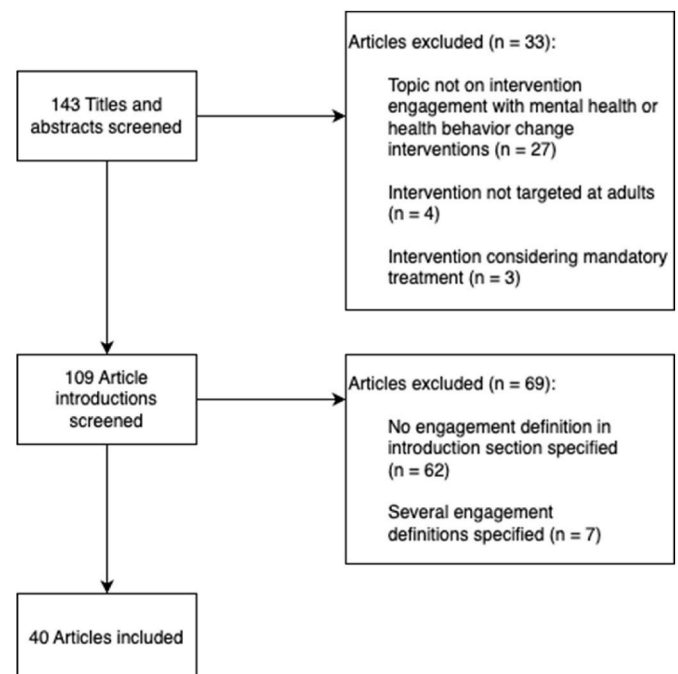 143 Titles and
abstracts screened
Articles excluded (n = 33):
Topic not on intervention
engagement with mental health or
health behavior change
interventions (n = 27)
Intervention not targeted at adults
(n = 4)
Intervention considering mandatory
treatment (n = 3)
109 Article
introductions
screened
Articles excluded (n = 69):
No engagement definition in
introduction section specified
(n = 62)
Several engagement
definitions specified (n = 7)
40 Articles included